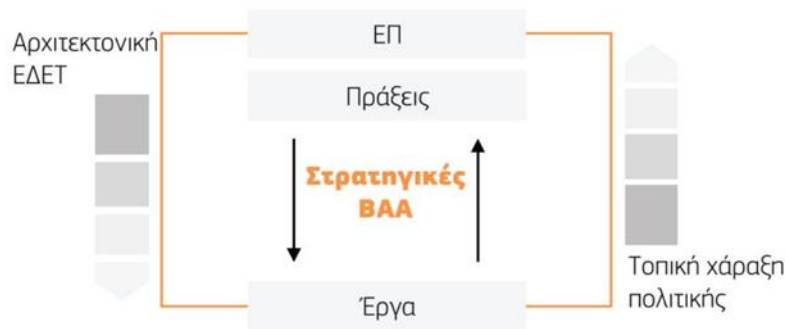 Αρχιτεκτονική
ΕΔΕΤ
ΕΠ
Πράξεις
Στρατηγικές
ΒΑΑ
Έργα
Τοπική χάραξη
πολιτικής